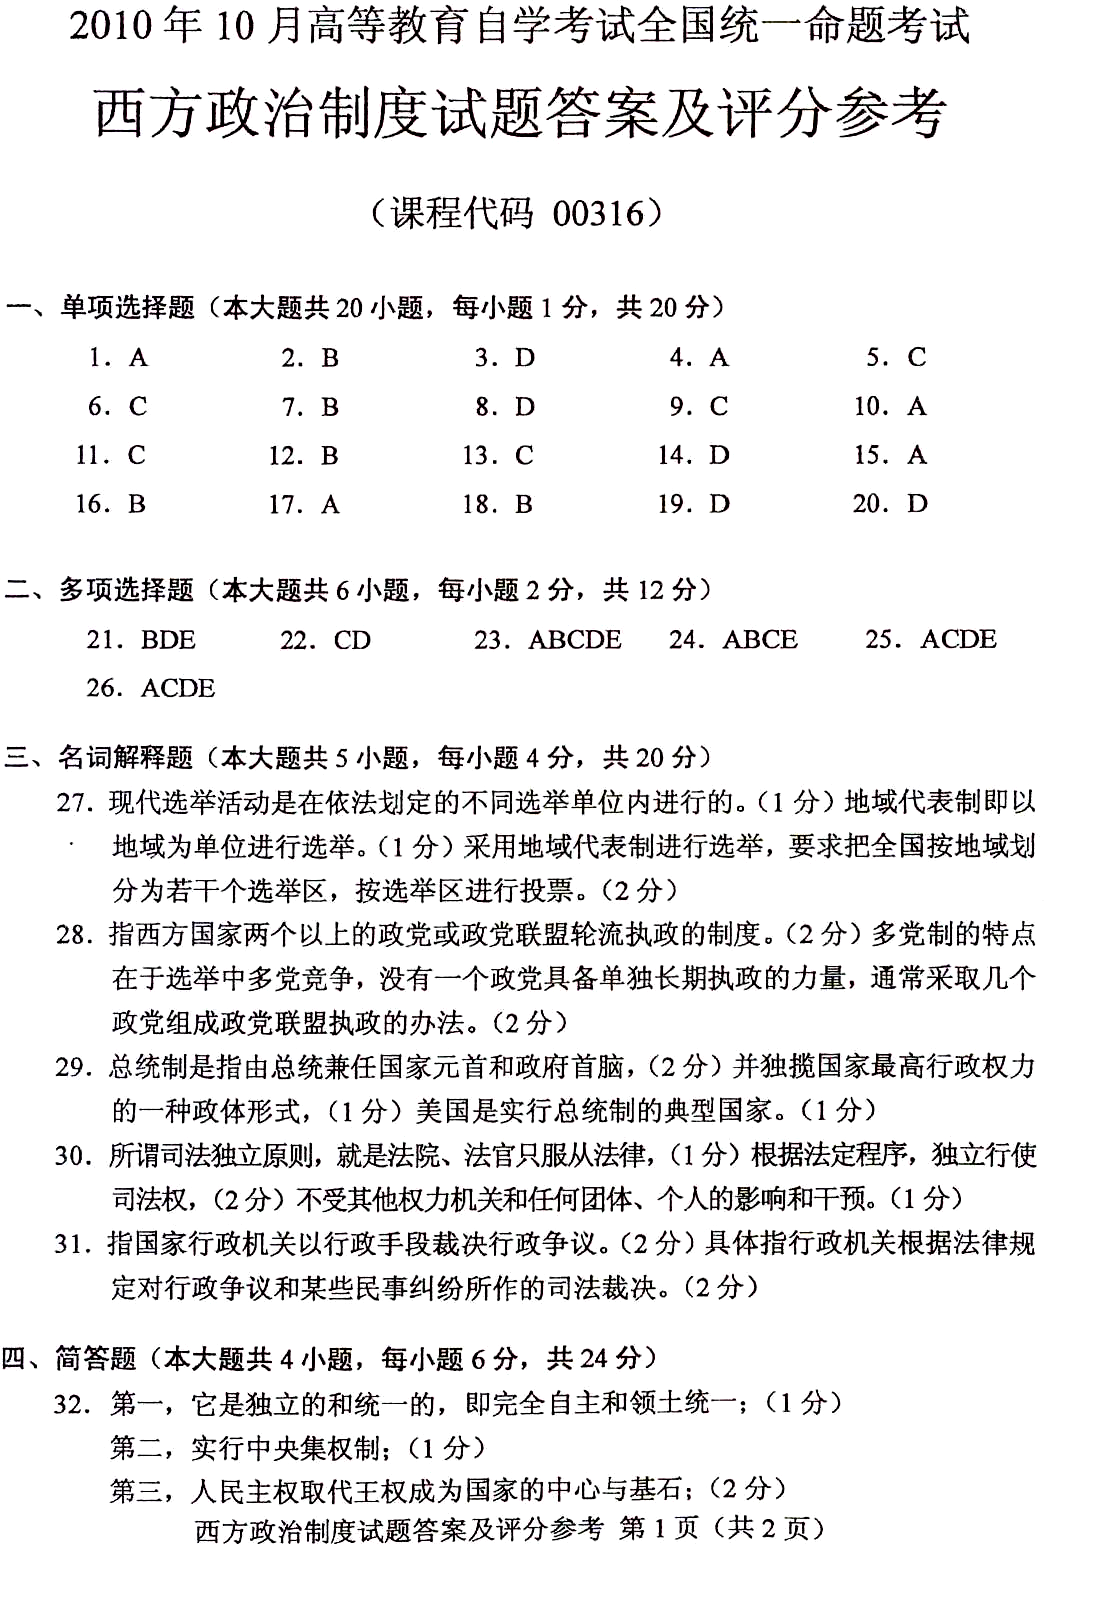 2010 年 10 月高等教育自学考试全国统一命题考试
西方政治制度试题答案及评分参考
（课程代码 00316）
一、单项选择题（本大题共 20 小题，每小题 1 分，共 20 分）
1．A 2．B 3．D 4．A 5．C
6．C 7．B 8．D 9．C 10．A
11．C 12．B 13．C 14．D 15．A
16．B 17．A 18．B 19．D 20．D
二、多项选择题（本大题共 6 小题，每小题 2 分，共 12 分）
21．BDE 22．CD 23．ABCDE 24．ABCE 25．ACDE
26．ACDE
三、名词解释题（本大题共 5 小题，每小题 4 分，共 20 分）
27．现代选举活动是在依法划定的不同选举单位内进行的。（1 分）地域代表制即以
地域为单位进行选举。（1 分）采用地域代表制进行选举，要求把全国按地域划
分为若干个选举区，按选举区进行投票。（2 分）
28．指西方国家两个以上的政党或政党联盟轮流执政的制度。（2 分）多党制的特点
在于选举中多党竞争，没有一个政党具备单独长期执政的力量，通常采取几个
政党组成政党联盟执政的办法。（2 分）
29．总统制是指由总统兼任国家元首和政府首脑，（2 分）并独揽国家最高行政权力
的一种政体形式，（1 分）美国是实行总统制的典型国家。（1 分）
30．所谓司法独立原则，就是法院、法官只服从法律，（1 分）根据法定程序，独立行使
司法权，（2 分）不受其他权力机关和任何团体、个人的影响和干预。（1 分）
31．指国家行政机关以行政手段裁决行政争议。（2 分）具体指行政机关根据法律规
定对行政争议和某些民事纠纷所作的司法裁决。（2 分）
四、简答题（本大题共 4 小题，每小题 6 分，共 24 分）
32．第一，它是独立的和统一的，即完全自主和领土统一；（1 分）
第二，实行中央集权制；（1 分）
第三，人民主权取代王权成为国家的中心与基石；（2 分）
西方政治制度试题答案及评分参考 第 1 页（共 2 页）